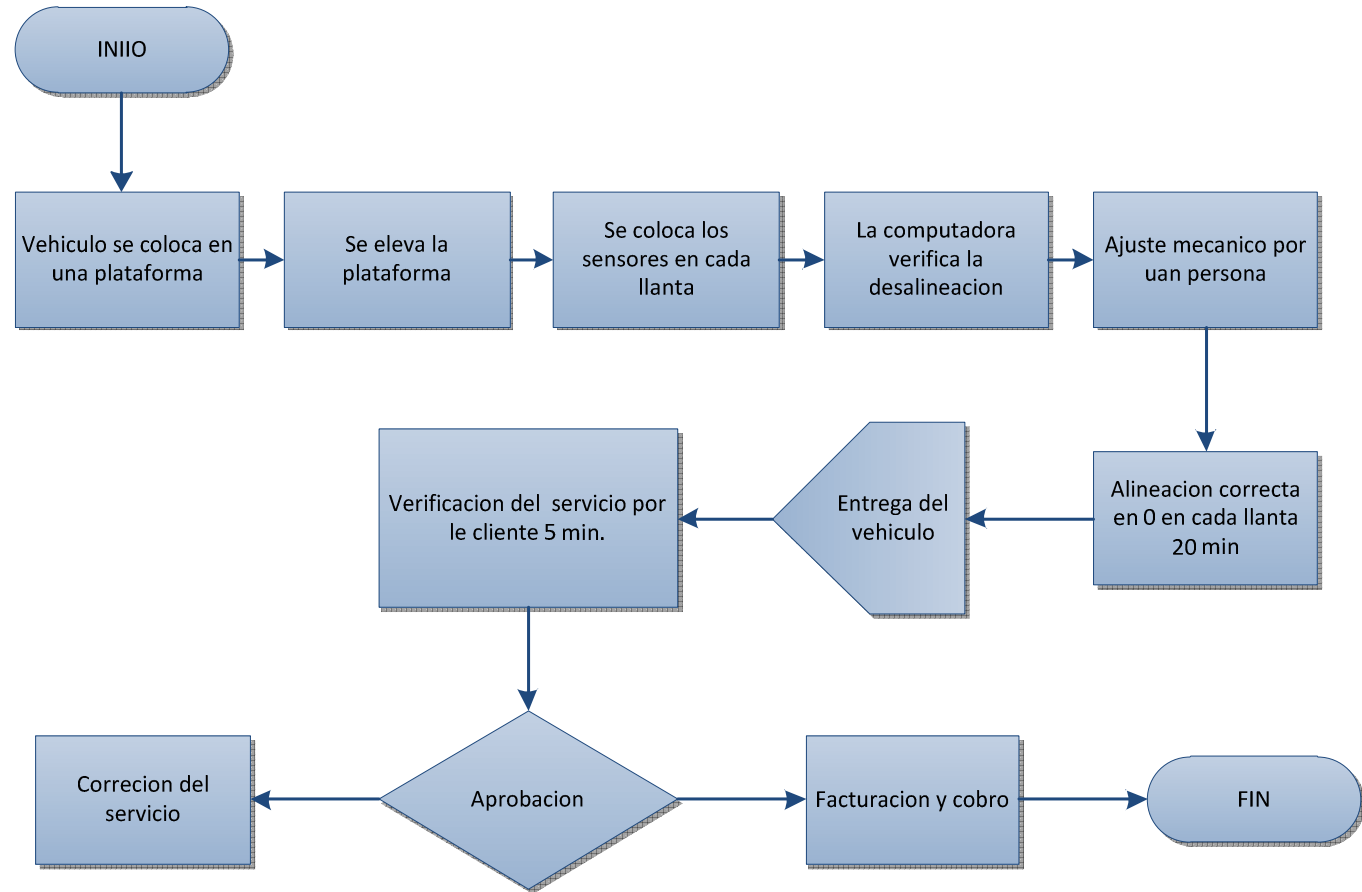 INIIO
Vehiculo se coloca en
una plataforma
Se eleva la
plataforma
Se coloca los
sensores en cada
llanta
La computadora
verifica la
desalineacion
Ajuste mecanico por
uan persona
Alineacion correcta
en 0 en cada llanta
20 min
Entrega del
vehiculo
Verificacion del servicio por
le cliente 5 min.
Aprobacion
Correcion del
servicio
Facturacion y cobro
FIN